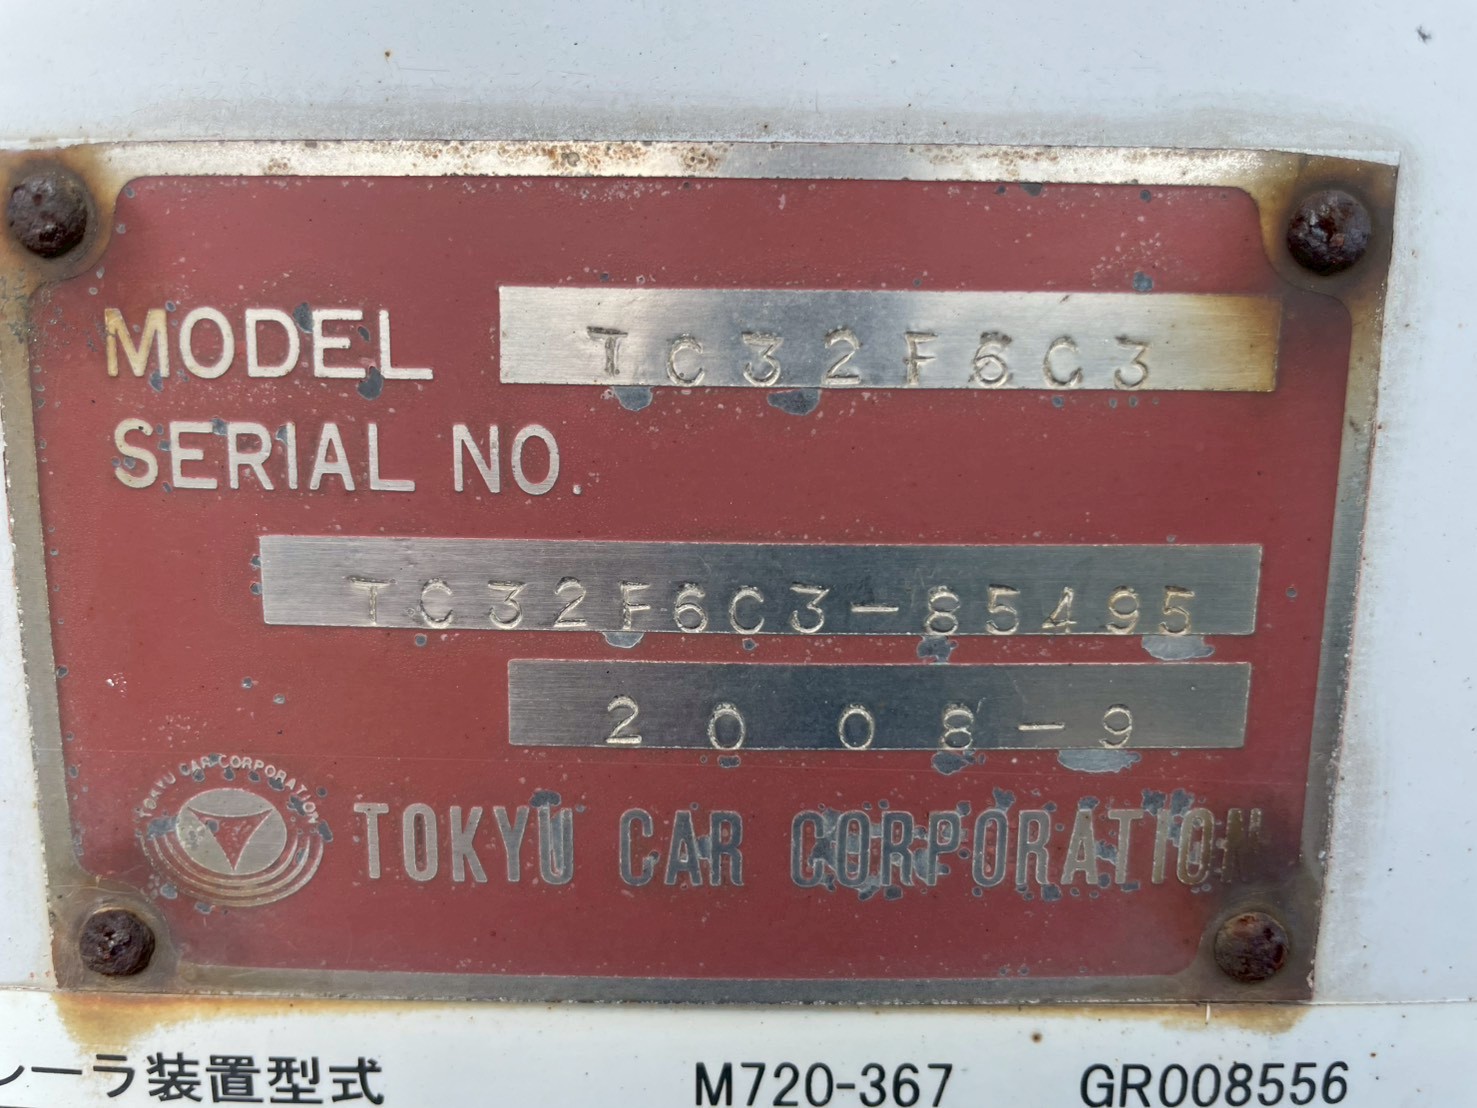 MODEL TC32F6C3
SERIAL NO.
TC32F6C3-85495
2008-9
TOKYU CAR CORPORATION
TOKYU CAR CORPORATION
レーラ装置型式 M720-367 GR008556